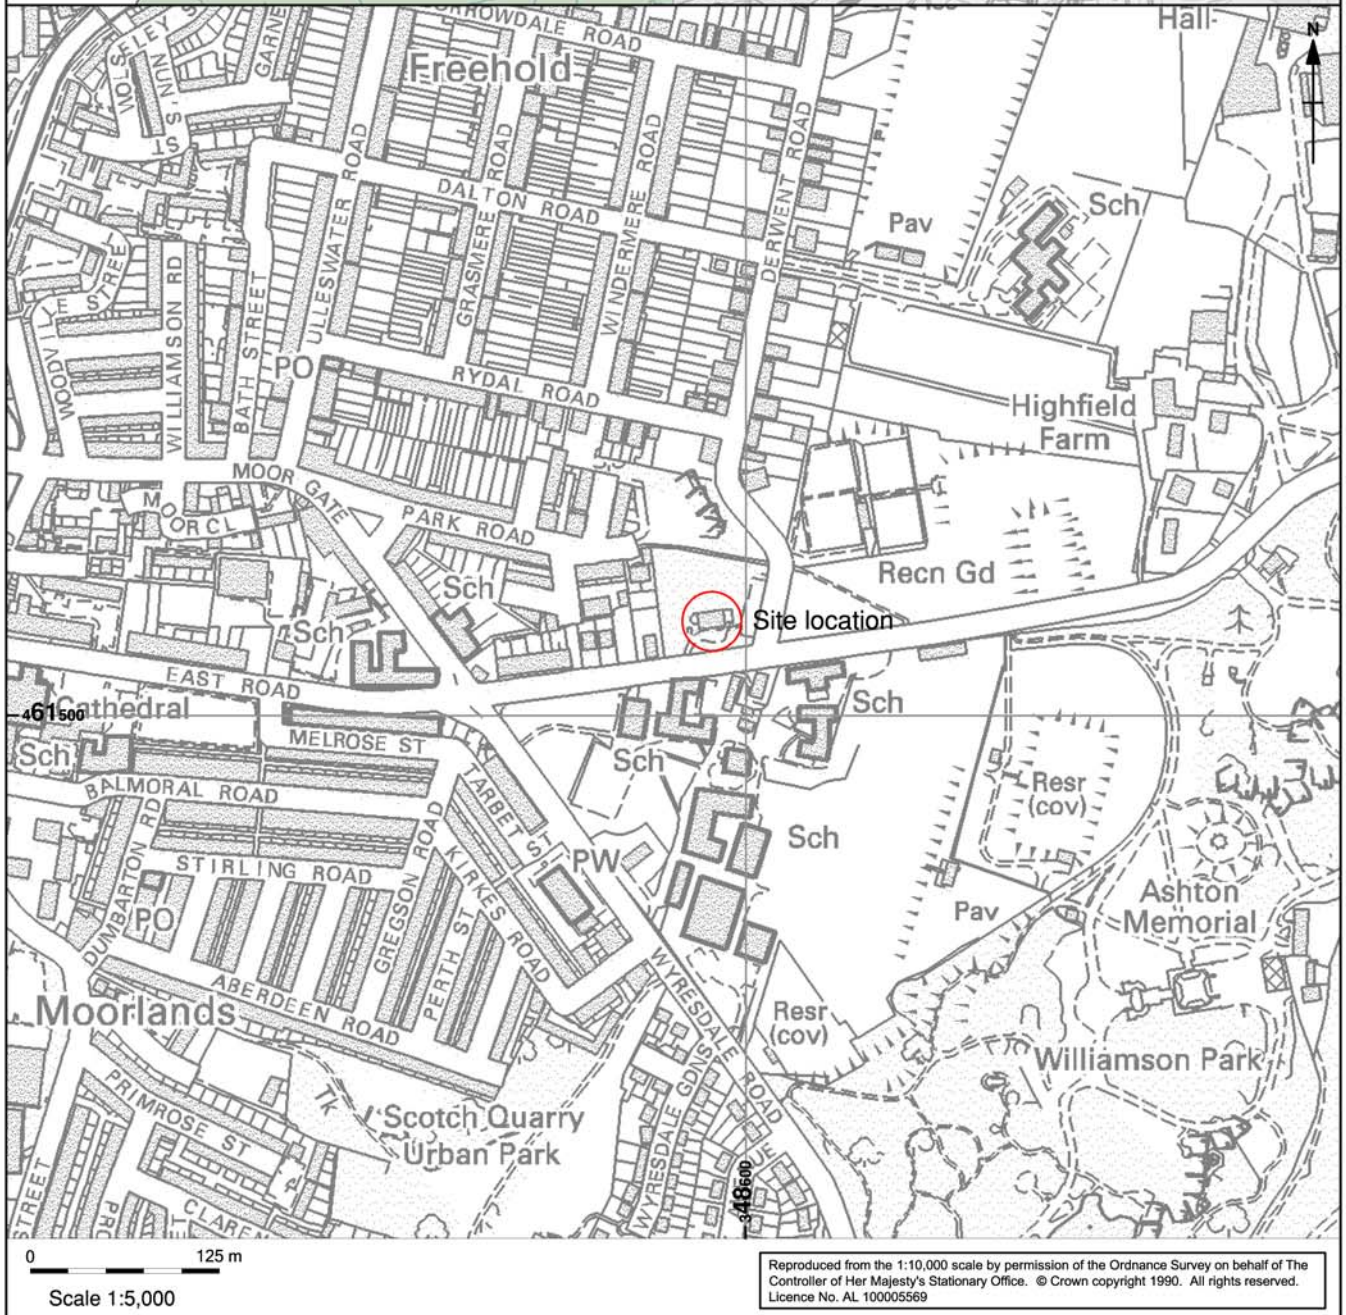 BORROWDALE ROAD
Hall
N
WOLSELEY ST
NUN'S ST
Freehold
ULLESWATER ROAD
GRASMERE ROAD
WINDERMERE ROAD
DERWENT ROAD
DALTON ROAD
Pav
Sch
WOODVILLE STREET
WILLIAMSON RD
BATH STREET
PO
RYDAL ROAD
Highfield
Farm
MOOR GATE
MOOR CL
PARK ROAD
Recn Gd
Sch
Sch
Site location
EAST ROAD
Cathedral
461500
MELROSE ST
Sch
Sch
Sch
BALMORAL ROAD
TARBET ST
Resr
(cov)
STIRLING ROAD
DUMBARTON RD
GREGSON ROAD
KIRKES ROAD
PERTH ST
PW
Sch
PO
Pav
Ashton
Memorial
ABERDEEN ROAD
Moorlands
WYRESDALE ROAD
Resr
(cov)
Williamson Park
PRIMROSE ST
Tk
Scotch Quarry
Urban Park
WYRESDALE GDNS
STREET
CLAREN
348600
0 125 m
Scale 1:5,000
Reproduced from the 1:10,000 scale by permission of the Ordnance Survey on behalf of The
Controller of Her Majesty's Stationary Office. © Crown copyright 1990. All rights reserved.
Licence No. AL 100005569